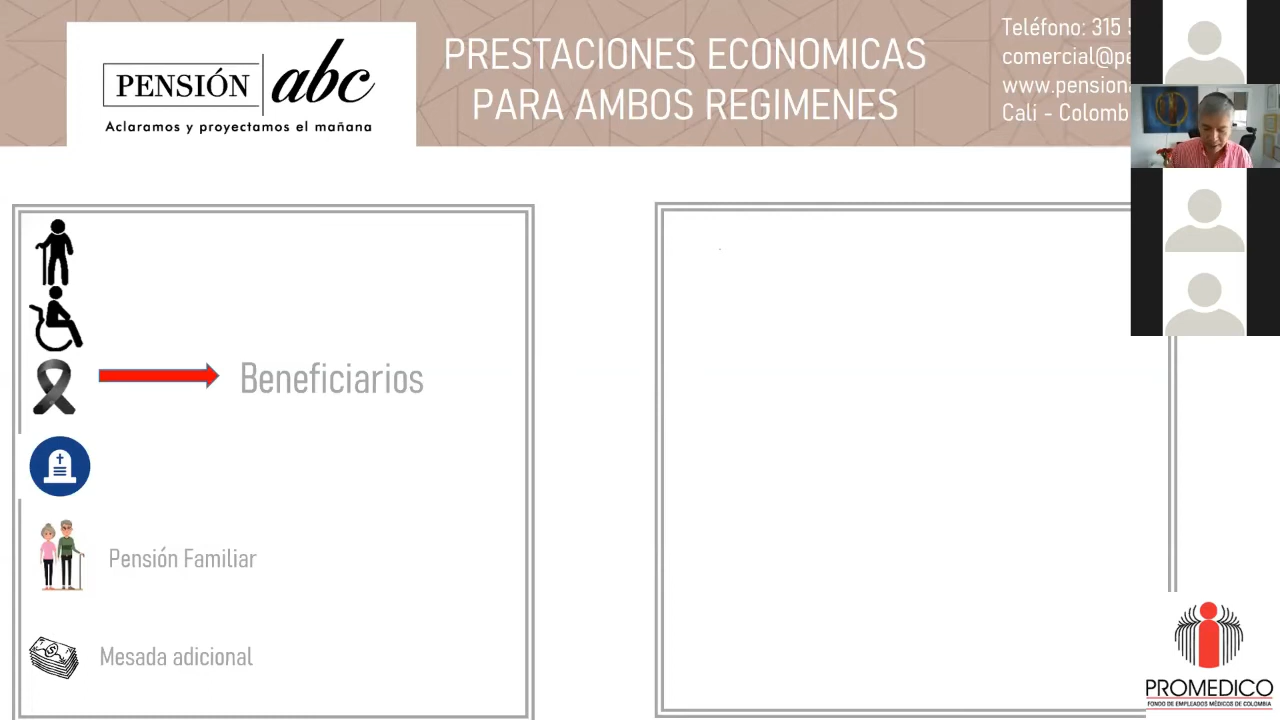 PENSIÓN abc
Aclaramos y proyectamos el mañana
PRESTACIONES ECONOMICAS
PARA AMBOS REGIMENES
Teléfono: 315
comercial@pe
www.pension
Cali - Colomb
Beneficiarios
Pensión Familiar
Mesada adicional
PROMEDICO
FONDO DE EMPLEADOS MÉDICOS DE COLOMBIA